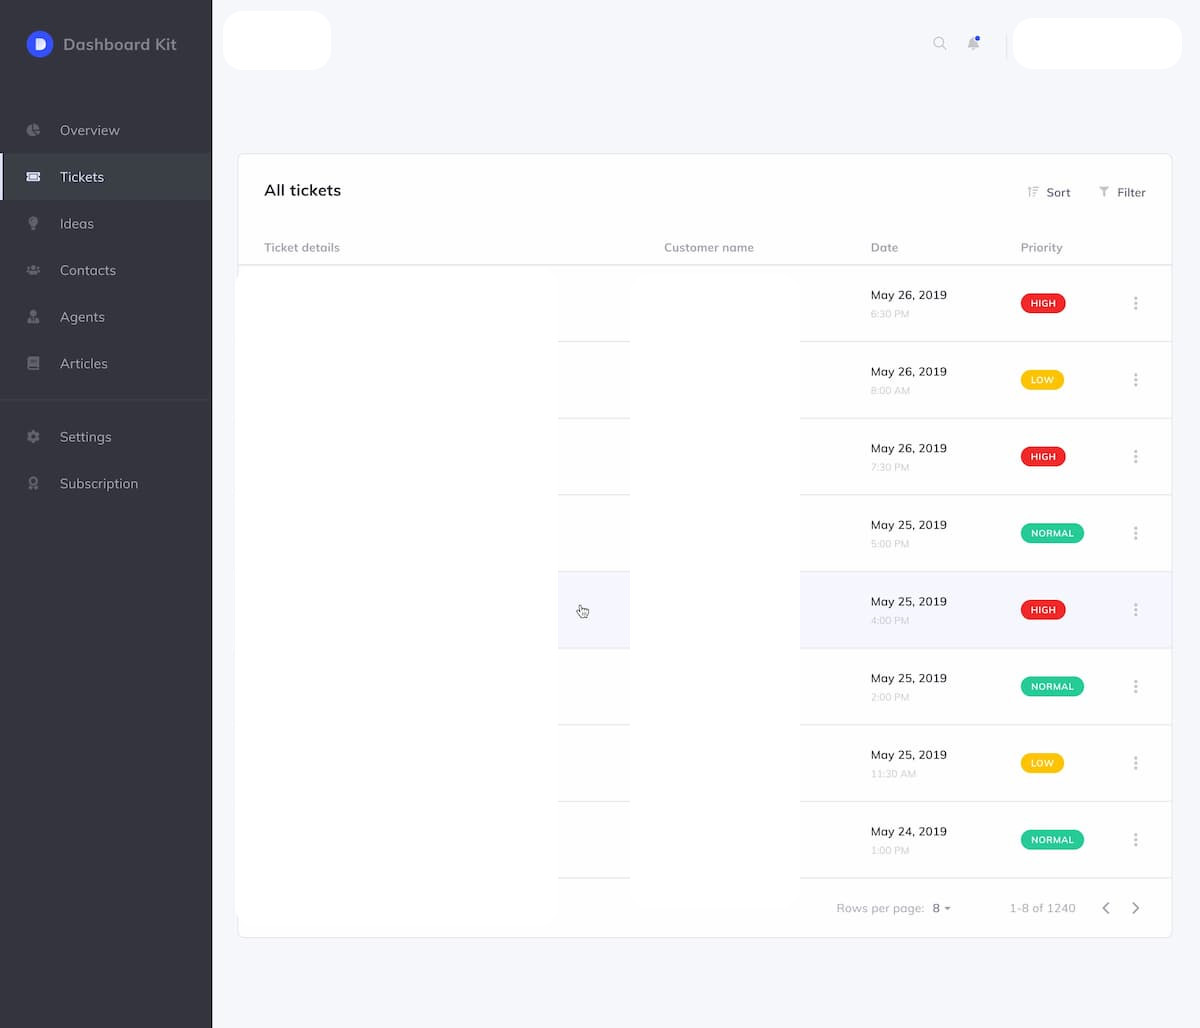 Dashboard Kit
Overview
Tickets
Ideas
Contacts
Agents
Articles
Settings
Subscription
All tickets
Sort
Filter
Ticket details Customer name Date Priority
May 26, 2019
6:30 PM
HIGH
May 26, 2019
8:00 AM
LOW
May 26, 2019
7:30 PM
HIGH
May 25, 2019
5:00 PM
NORMAL
May 25, 2019
4:00 PM
HIGH
May 25, 2019
2:00 PM
NORMAL
May 25, 2019
11:30 AM
LOW
May 24, 2019
1:00 PM
NORMAL
Rows per page: 8 1-8 of 1240